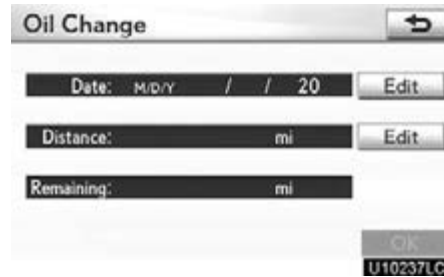 Oil Change
Date: M/D/Y / / 20 Edit
Distance: mi Edit
Remaining: mi
OK
U10237LC